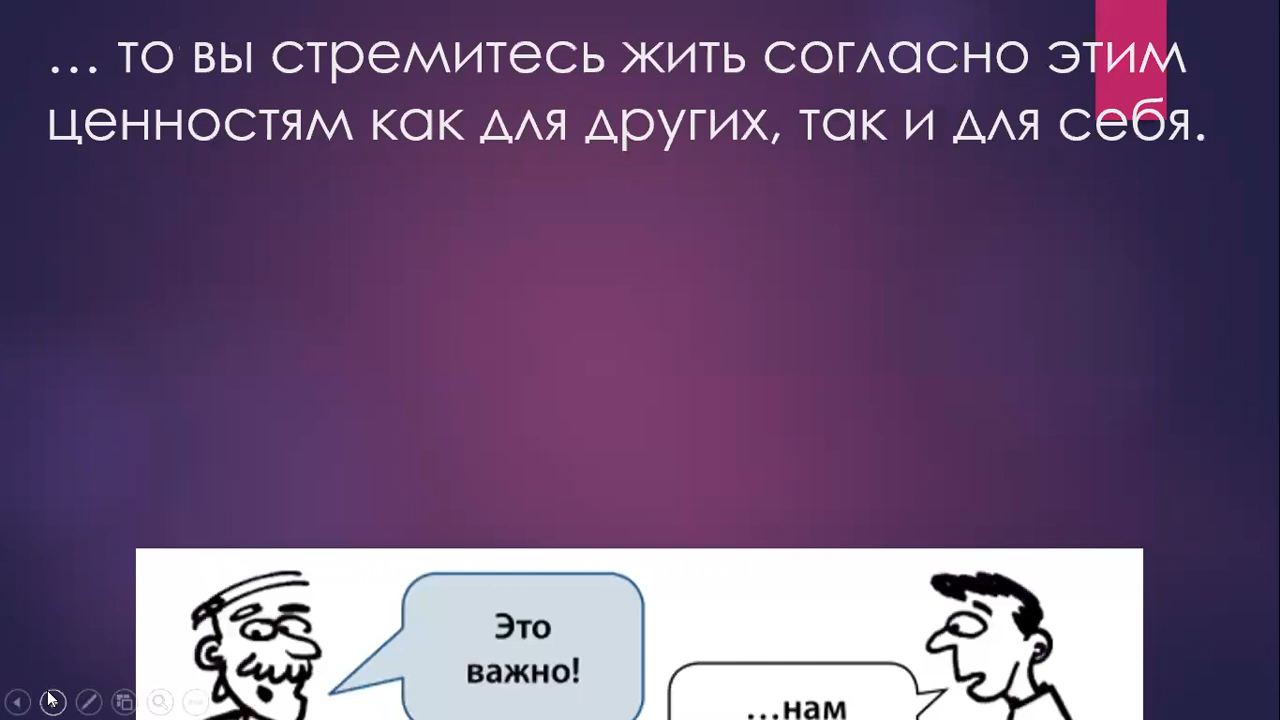 … то вы стремитесь жить согласно этим
ценностям как для других, так и для себя.
Это
важно!
…нам